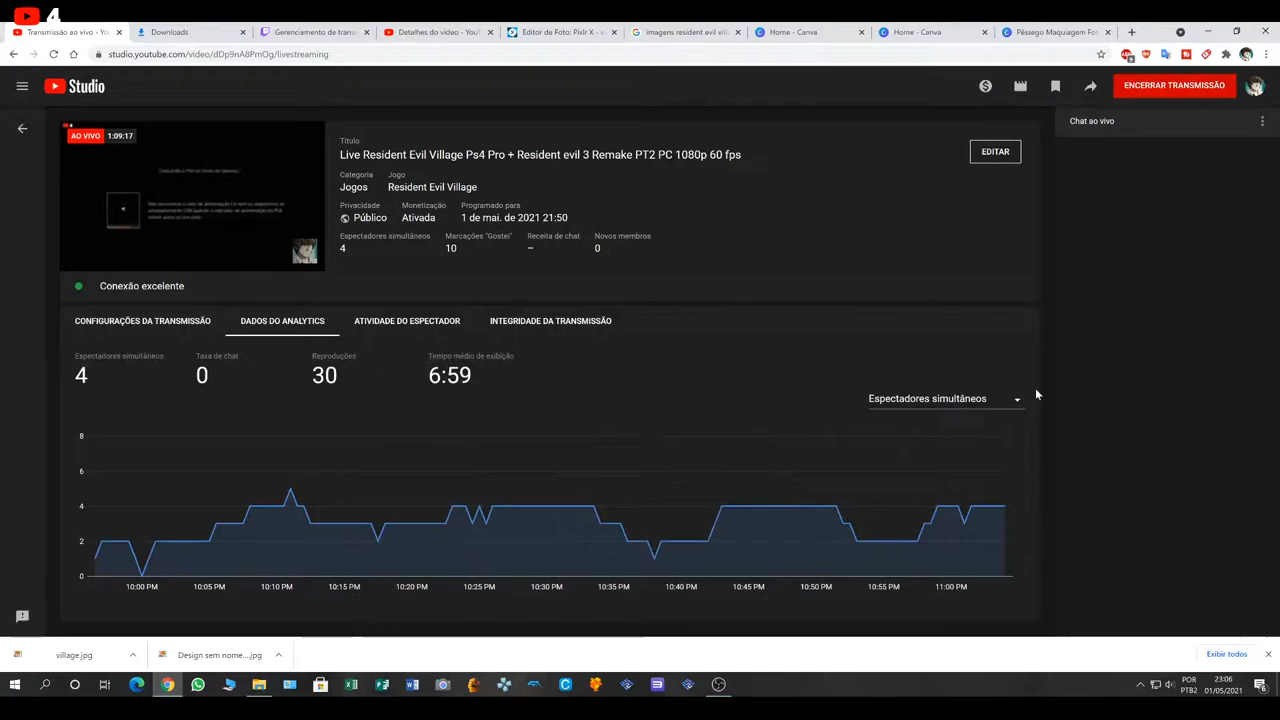 4
Transmissão ao vivo - Yo
Downloads
Gerenciamento de trans
Detalhes do vídeo - YouT
Editor de Foto: Pixlr X - e
imagens resident evil vill
Home - Canva
Home - Canva
Pêssego Maquiagem Fot
studio.youtube.com/video/dDp9nA8PmOg/livestreaming
Studio
ENCERRAR TRANSMISSÃO
AO VIVO 1:09:17
Título
Live Resident Evil Village Ps4 Pro + Resident evil 3 Remake PT2 PC 1080p 60 fps
EDITAR
Categoria Jogo
Jogos Resident Evil Village
Privacidade Monetização Programado para
Público Ativada 1 de mai. de 2021 21:50
Espectadores simultâneos Marcações "Gostei" Receita de chat Novos membros
4 10 – 0
Chat ao vivo
Conexão excelente
CONFIGURAÇÕES DA TRANSMISSÃO DADOS DO ANALYTICS ATIVIDADE DO ESPECTADOR INTEGRIDADE DA TRANSMISSÃO
Espectadores simultâneos Taxa de chat Reproduções Tempo médio de exibição
4 0 30 6:59
Espectadores simultâneos
8
6
4
2
0
10:00 PM 10:05 PM 10:10 PM 10:15 PM 10:20 PM 10:25 PM 10:30 PM 10:35 PM 10:40 PM 10:45 PM 10:50 PM 10:55 PM 11:00 PM
village.jpg
Design sem nome....jpg
Exibir todos
POR 23:06
PTB2 01/05/2021